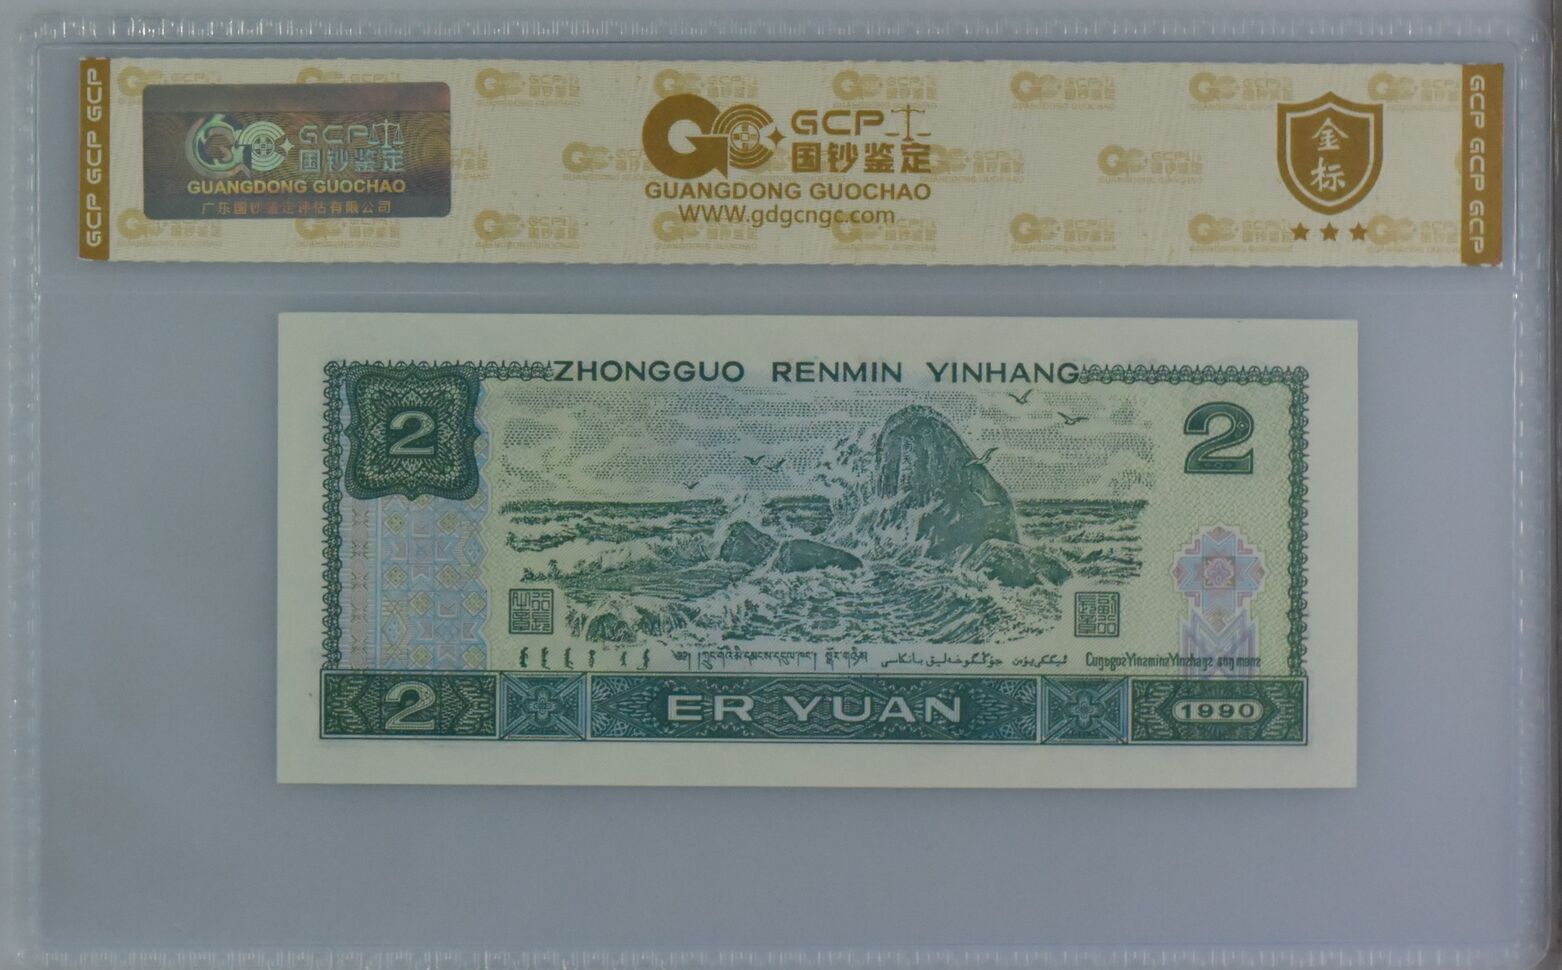 GCP GCP GCP
GCP
国钞鉴定
GUANGDONG GUOCHAO
广东国钞鉴定评估有限公司
GCP
国钞鉴定
GUANGDONG GUOCHAO
WWW.gdgcngc.com
金标
GCP GCP GCP
ZHONGGUO RENMIN YINHANG
2
2
2
ER YUAN
1990